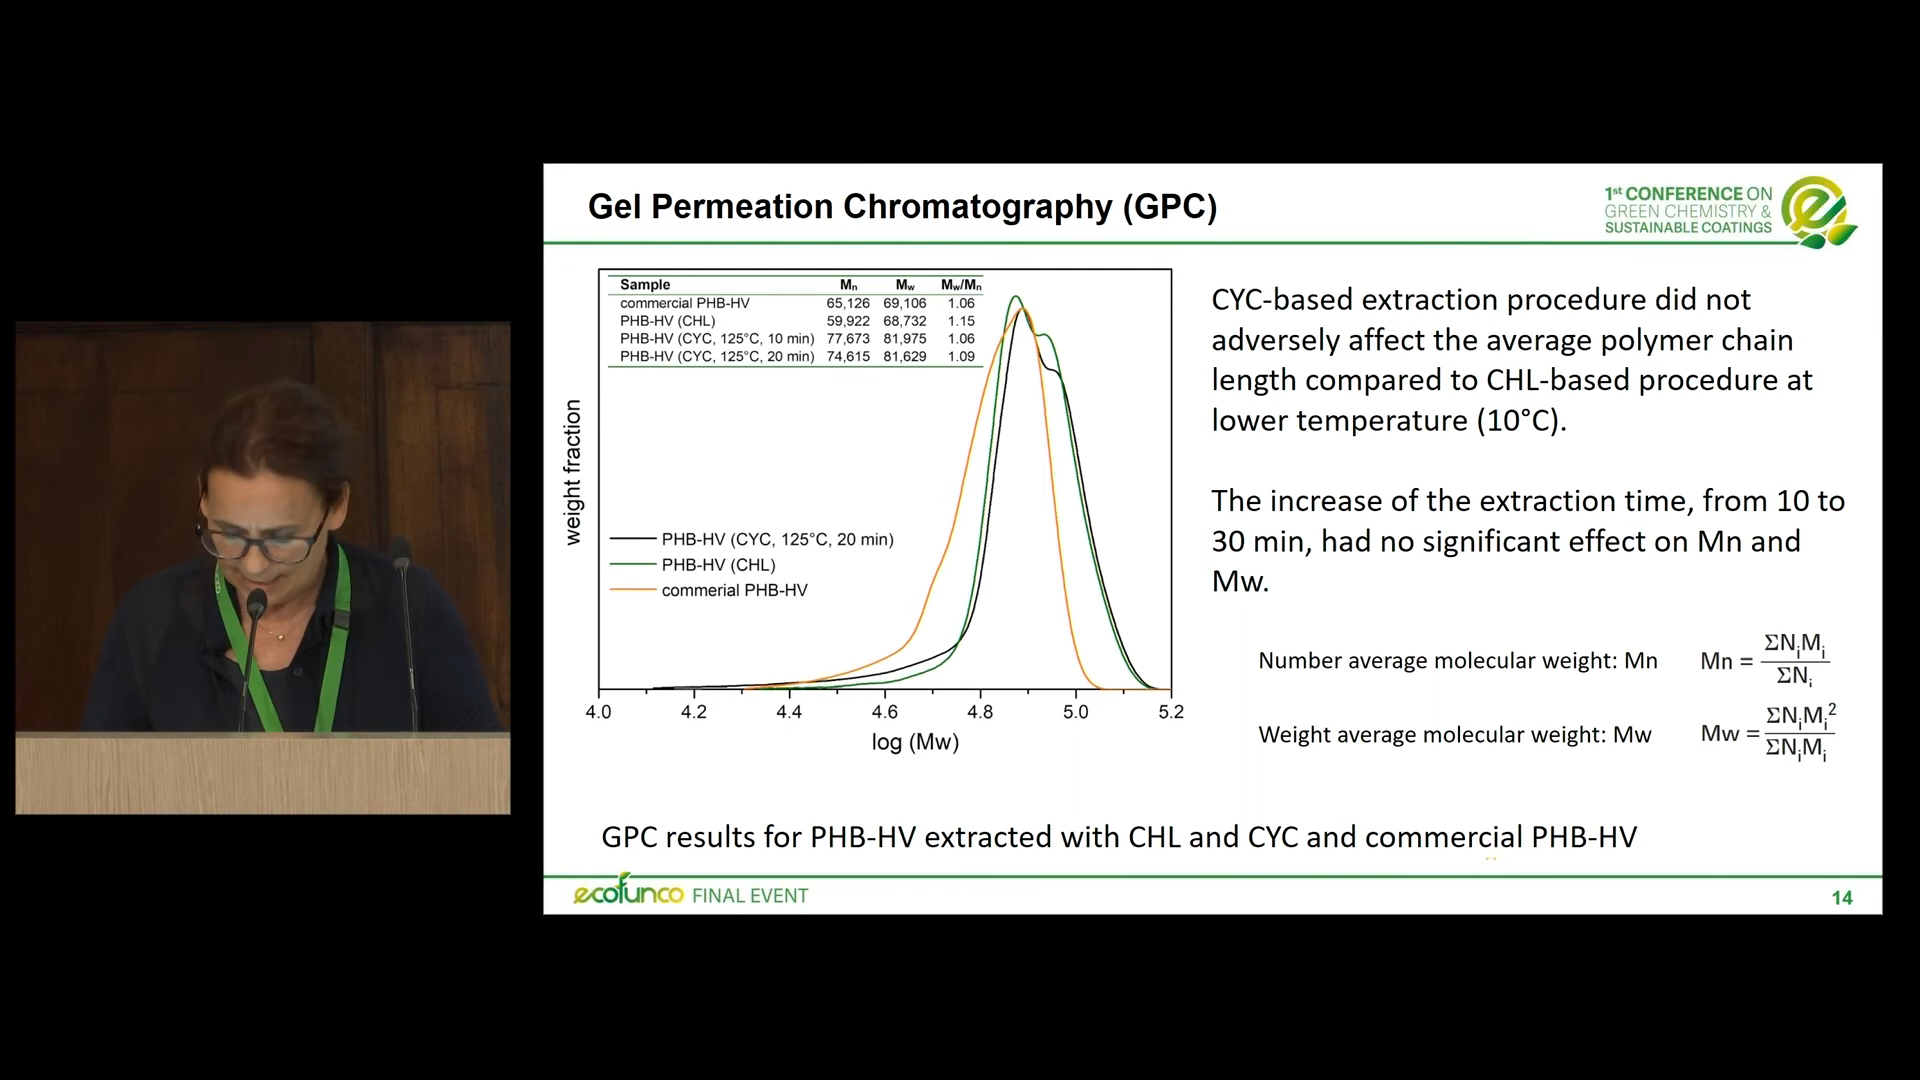 Gel Permeation Chromatography (GPC)
1st CONFERENCE ON
GREEN CHEMISTRY &
SUSTAINABLE COATINGS
Sample Mn Mw Mw/Mn
commercial PHB-HV 65,126 69,106 1.06
PHB-HV (CHL) 59,922 68,732 1.15
PHB-HV (CYC, 125°C, 10 min) 77,673 81,975 1.06
PHB-HV (CYC, 125°C, 20 min) 74,615 81,629 1.09
weight fraction
PHB-HV (CYC, 125°C, 20 min)
PHB-HV (CHL)
commerial PHB-HV
4.0 4.2 4.4 4.6 4.8 5.0 5.2
log (Mw)
CYC-based extraction procedure did not
adversely affect the average polymer chain
length compared to CHL-based procedure at
lower temperature (10°C).
The increase of the extraction time, from 10 to
30 min, had no significant effect on Mn and
Mw.
Number average molecular weight: Mn Mn = ΣNiMi / ΣNi
Weight average molecular weight: Mw Mw = ΣNiMi² / ΣNiMi
GPC results for PHB-HV extracted with CHL and CYC and commercial PHB-HV
ecofunco FINAL EVENT
14